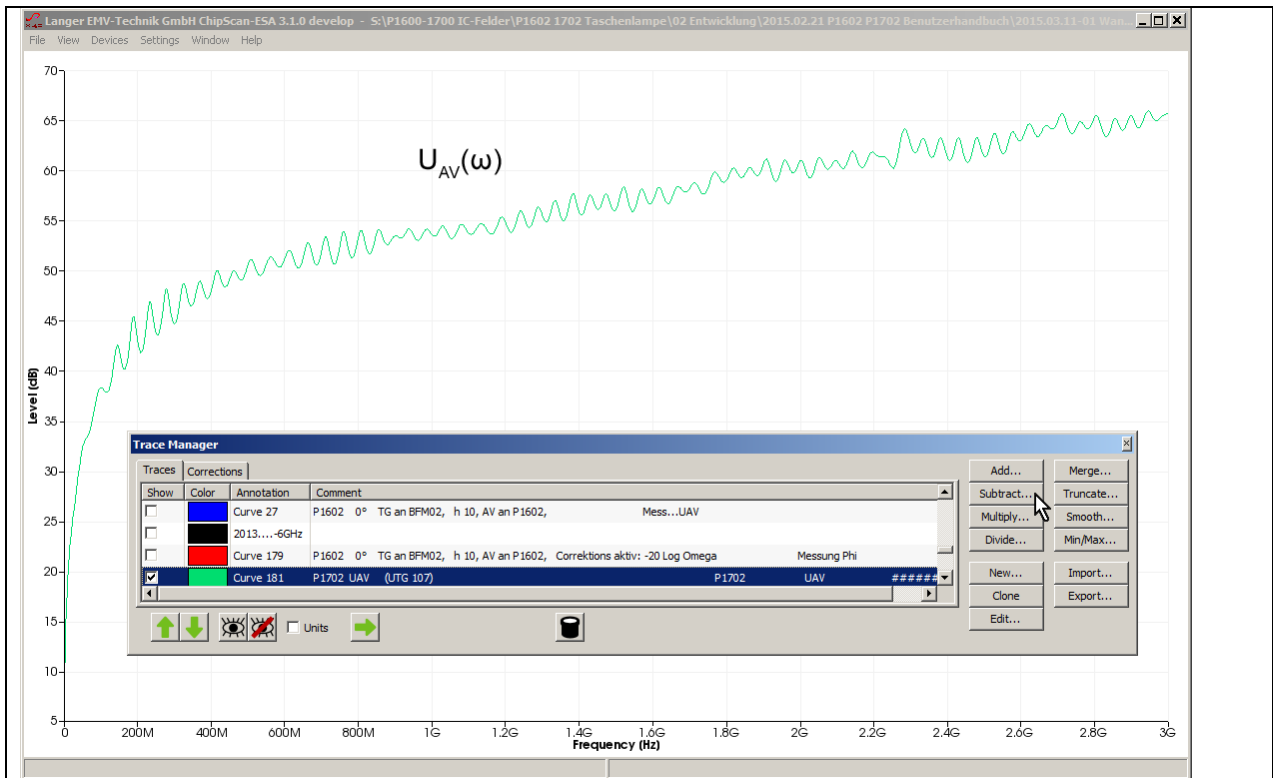 Langer EMV-Technik GmbH ChipScan-ESA 3.1.0 develop - S:\P1600-1700 IC-Felder\P1602 1702 Taschenlampe\02 Entwicklung\2015.02.21 P1602 P1702 Benutzerhandbuch\2015.03.11-01 Wan...
File View Devices Settings Window Help
70
65
60
55
50
45
40
35
30
25
20
15
10
5
Level (dB)
U_AV(ω)
Trace Manager
Traces Corrections
Show Color Annotation Comment
Curve 27 P1602 0° TG an BFM02, h 10, AV an P1602, Mess...UAV
2013....-6GHz
Curve 179 P1602 0° TG an BFM02, h 10, AV an P1602, Correktions aktiv: -20 Log Omega Messung Phi
Curve 181 P1702 UAV (UTG 107) P1702 UAV ######
Units
Add... Merge...
Subtract... Truncate...
Multiply... Smooth...
Divide... Min/Max...
New... Import...
Clone Export...
Edit...
0 200M 400M 600M 800M 1G 1.2G 1.4G 1.6G 1.8G 2G 2.2G 2.4G 2.6G 2.8G 3G
Frequency (Hz)